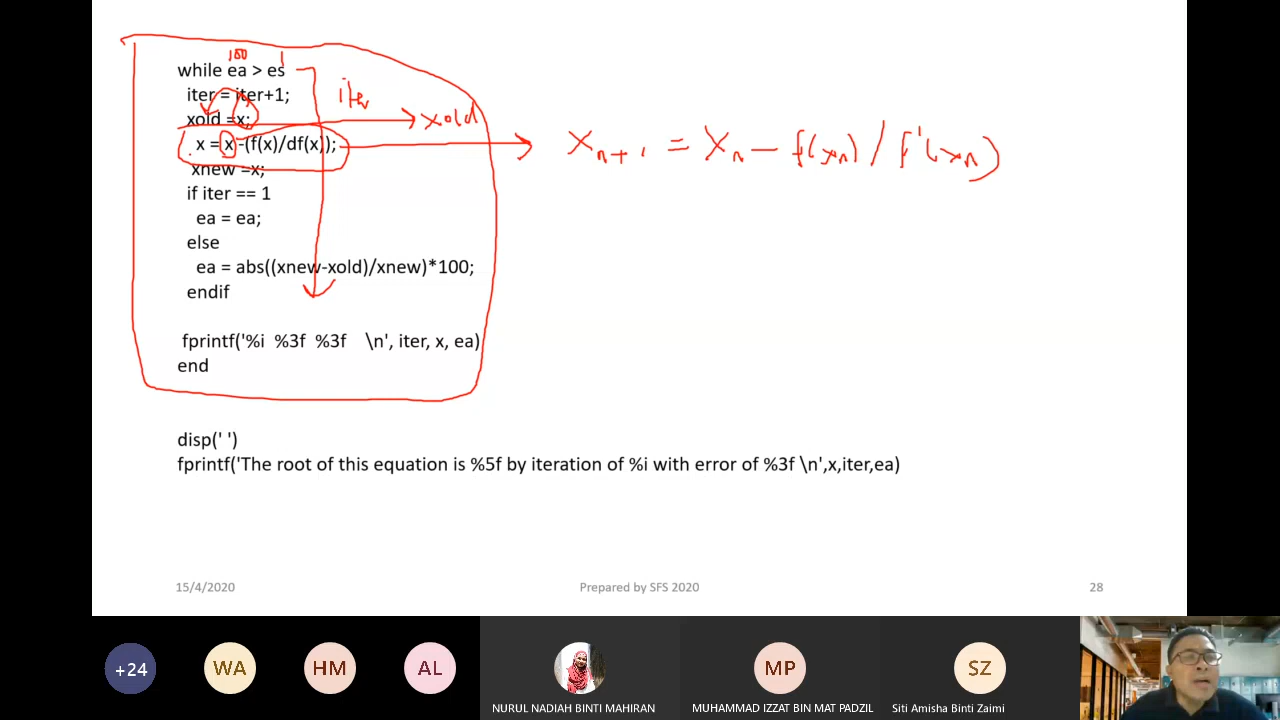 100 1
while ea > es
iter = iter+1;
iter
xold =x;
xold
x = x -(f(x)/df(x));
Xn+1 = Xn - f(xn) / f'(xn)
xnew =x;
if iter == 1
ea = ea;
else
ea = abs((xnew-xold)/xnew)*100;
endif
fprintf('%i %3f %3f \n', iter, x, ea)
end
disp(' ')
fprintf('The root of this equation is %5f by iteration of %i with error of %3f \n',x,iter,ea)
15/4/2020
Prepared by SFS 2020
28
+24
WA
HM
AL
MP
SZ
NURUL NADIAH BINTI MAHIRAN
MUHAMMAD IZZAT BIN MAT PADZIL
Siti Amisha Binti Zaimi